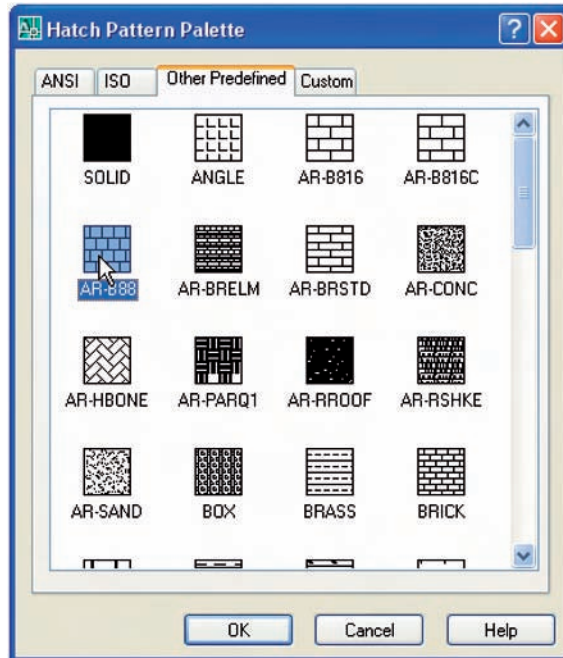 Hatch Pattern Palette
ANSI ISO Other Predefined Custom
SOLID ANGLE AR-B816 AR-B816C
AR-B88 AR-BRELM AR-BRSTD AR-CONC
AR-HBONE AR-PARQ1 AR-RROOF AR-RSHKE
AR-SAND BOX BRASS BRICK
OK Cancel Help